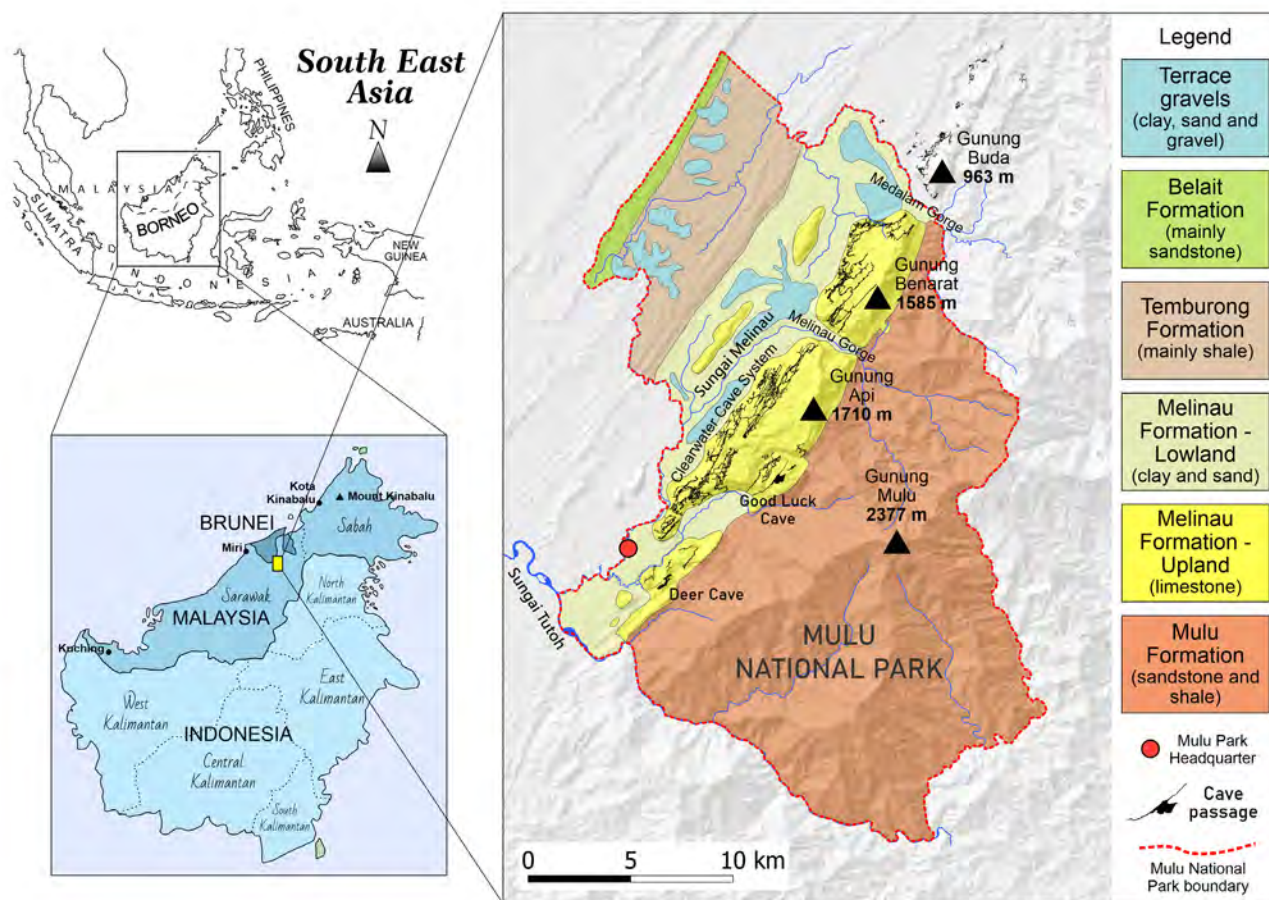 South East
Asia
N
PHILIPPINES
MALAYSIA
SUMATRA
BORNEO
INDONESIA
JAVA
NEW
GUINEA
AUSTRALIA
Kota
Kinabalu
Mount Kinabalu
BRUNEI
Sabah
Miri
Sarawak
North
Kalimantan
MALAYSIA
Kuching
West
Kalimantan
East
Kalimantan
INDONESIA
Central
Kalimantan
South
Kalimantan
Gunung
Buda
963 m
Medalam Gorge
Gunung
Benarat
1585 m
Melinau Gorge
Sungai Melinau
Clearwater Cave System
Gunung
Api
1710 m
Gunung
Mulu
2377 m
Good Luck
Cave
Deer Cave
Sungai Tutoh
MULU
NATIONAL PARK
0 5 10 km
Legend
Terrace
gravels
(clay, sand and
gravel)
Belait
Formation
(mainly
sandstone)
Temburong
Formation
(mainly shale)
Melinau
Formation -
Lowland
(clay and sand)
Melinau
Formation -
Upland
(limestone)
Mulu
Formation
(sandstone and
shale)
Mulu Park
Headquarter
Cave
passage
Mulu National
Park boundary